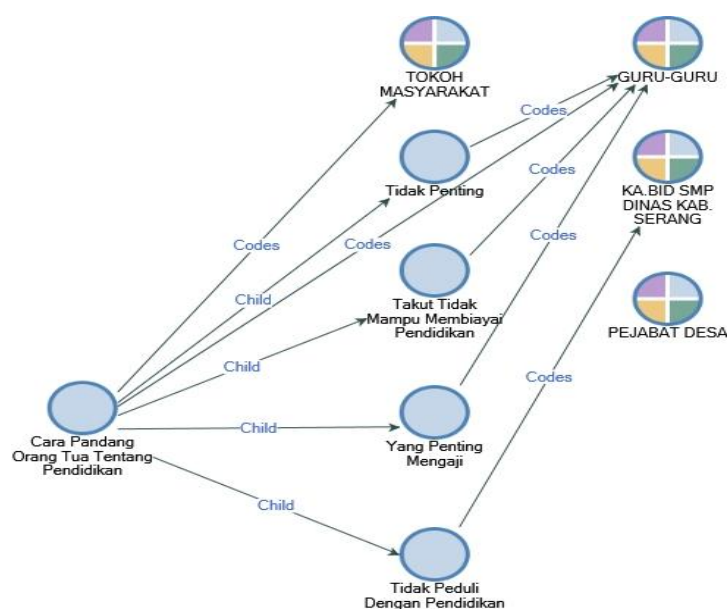 TOKOH
MASYARAKAT
GURU-GURU
Codes
Tidak Penting
KA.BID SMP
DINAS KAB.
SERANG
Codes
Codes
Codes
Codes
Child
Takut Tidak
Mampu Membiayai
Pendidikan
PEJABAT DESA
Child
Codes
Cara Pandang
Orang Tua Tentang
Pendidikan
Child
Yang Penting
Mengaji
Child
Tidak Peduli
Dengan Pendidikan